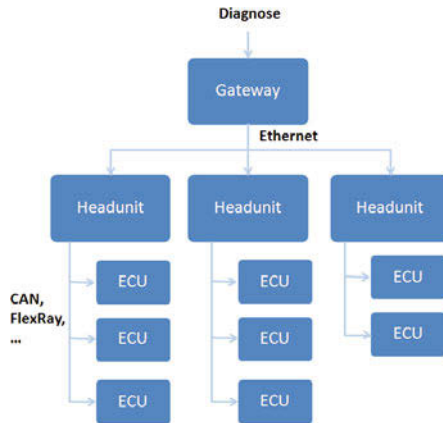 Diagnose
Gateway
Ethernet
Headunit
Headunit
Headunit
ECU
ECU
ECU
CAN,
FlexRay,
...
ECU
ECU
ECU
ECU
ECU